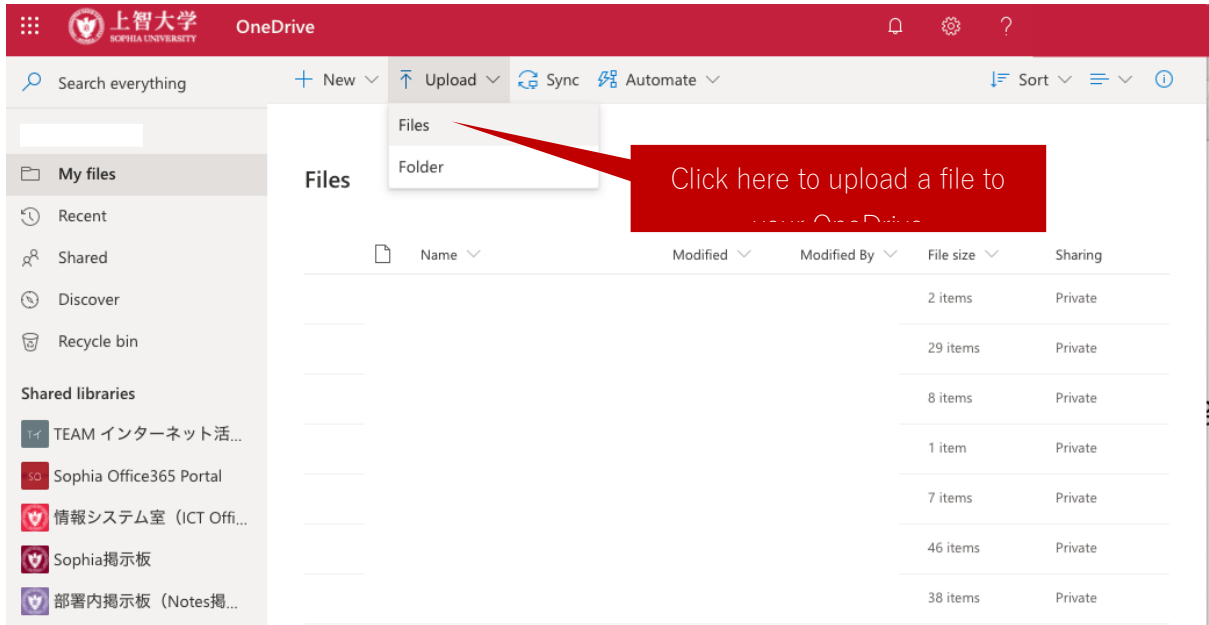 上智大学
SOPHIA UNIVERSITY
OneDrive
?
Search everything
New
Upload
Sync
Automate
Sort
Files
Folder
Click here to upload a file to
your OneDrive
My files
Recent
Shared
Discover
Recycle bin
Shared libraries
TEAM インターネット活...
SO Sophia Office365 Portal
情報システム室（ICT Offi...
Sophia掲示板
部署内掲示板（Notes掲...
Files
Name Modified Modified By File size Sharing
2 items Private
29 items Private
8 items Private
1 item Private
7 items Private
46 items Private
38 items Private